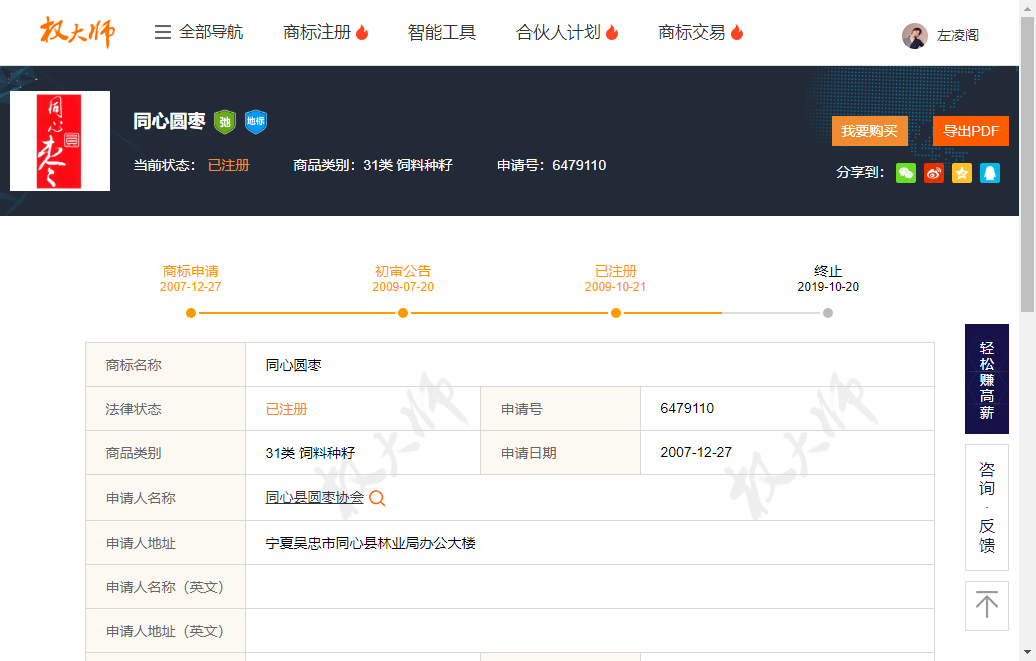 权大师 全部导航 商标注册 智能工具 合伙人计划 商标交易 左凌阁
同心圆枣
同心圆枣 驰 地标
当前状态： 已注册 商品类别：31类 饲料种籽 申请号：6479110
我要购买 导出PDF
分享到：
商标申请 初审公告 已注册 终止
2007-12-27 2009-07-20 2009-10-21 2019-10-20
商标名称 同心圆枣
法律状态 已注册 申请号 6479110
商品类别 31类 饲料种籽 申请日期 2007-12-27
申请人名称 同心县圆枣协会
申请人地址 宁夏吴忠市同心县林业局办公大楼
申请人名称（英文）
申请人地址（英文）
权大师 权大师
轻松赚高薪
咨询·反馈